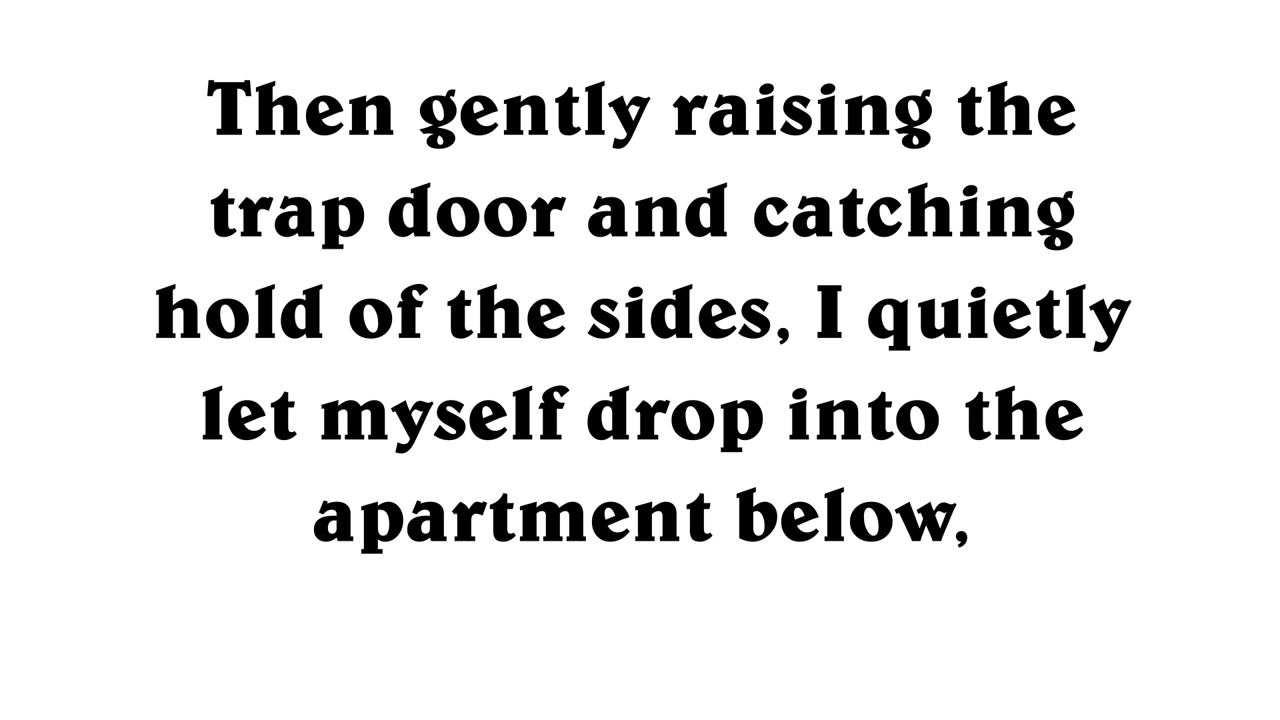 Then gently raising the
trap door and catching
hold of the sides, I quietly
let myself drop into the
apartment below,